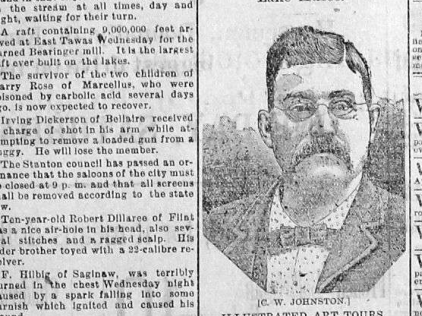 the stream at all times, day and
ght, waiting for their turn.
A raft containing 9,000,000 feet ar-
ved at East Tawas Wednesday for the
urned Bearinger mill. It is the largest
ft ever built on the lakes.
The survivor of the two children of
arry Rose of Marcellus, who were
oisoned by carbolic acid several days
go, is now expected to recover.
Irving Dickerson of Bellaire received
charge of shot in his arm while at-
mpting to remove a loaded gun from a
uggy. He will lose the member.
The Stanton council has passed an or-
nance that the saloons of the city must
closed at 9 p. m. and that all screens
all be removed according to the state
w.
Ten-year-old Robert Dillaree of Flint
as a nice air-hole in his head, also sev-
al stitches and a ragged scalp. His
der brother toyed with a 22-calibre re-
olver.
F. Hilbig of Saginaw, was terribly
urned in the chest Wednesday night
aused by a spark falling into some
arnish which ignited and caused his
[C. W. JOHNSTON.]
ILLUSTRATED ART TOURS